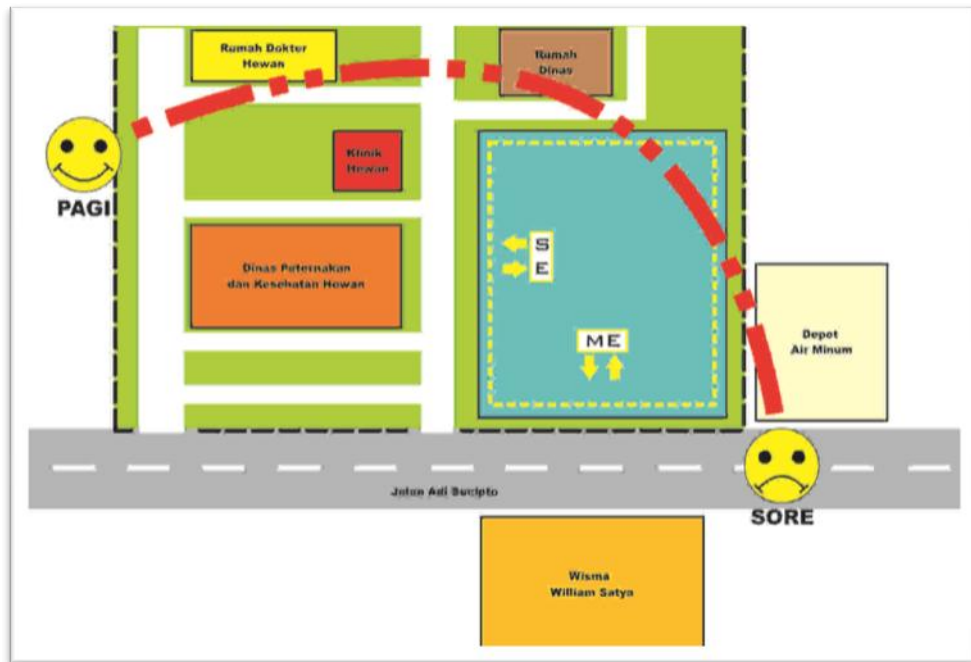 Rumah Dokter
Hewan
Rumah
Dinas
Klinik
Hewan
PAGI
Dinas Peternakan
dan Kesehatan Hewan
S
E
ME
Depot
Air Minum
Jalan Adi Sucipto
SORE
Wisma
William Satya